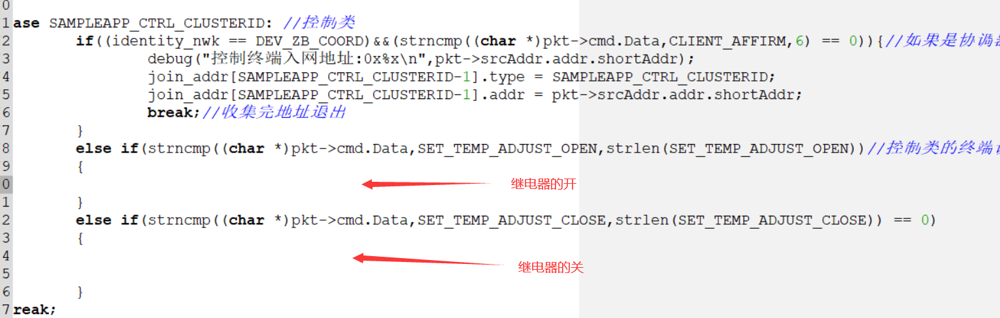 0
1 ase SAMPLEAPP_CTRL_CLUSTERID: //控制类
2 if((identity_nwk == DEV_ZB_COORD)&&(strncmp((char *)pkt->cmd.Data,CLIENT_AFFIRM,6) == 0)){//如果是协调
3 debug("控制终端入网地址:0x%x\n",pkt->srcAddr.addr.shortAddr);
4 join_addr[SAMPLEAPP_CTRL_CLUSTERID-1].type = SAMPLEAPP_CTRL_CLUSTERID;
5 join_addr[SAMPLEAPP_CTRL_CLUSTERID-1].addr = pkt->srcAddr.addr.shortAddr;
6 break;//收集完地址退出
7 }
8 else if(strncmp((char *)pkt->cmd.Data,SET_TEMP_ADJUST_OPEN,strlen(SET_TEMP_ADJUST_OPEN))//控制类的终端
9 {
0 继电器的开
1 }
2 else if(strncmp((char *)pkt->cmd.Data,SET_TEMP_ADJUST_CLOSE,strlen(SET_TEMP_ADJUST_CLOSE)) == 0)
3 {
4 继电器的关
5
6 }
7 reak;